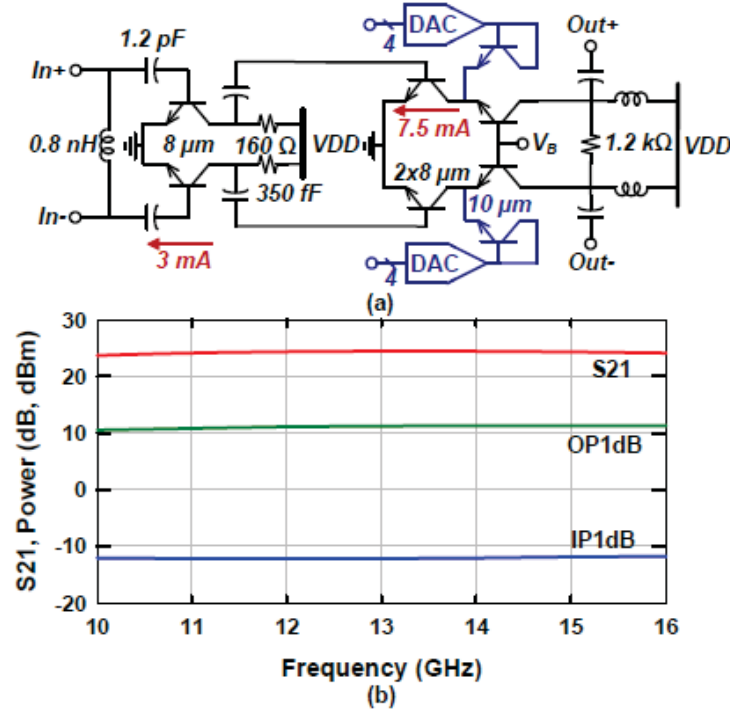 DAC
4
Out+
1.2 pF
In+
7.5 mA
0.8 nH
8 µm
160 Ω
VDD
V_B
1.2 kΩ
VDD
2x8 µm
350 fF
10 µm
In-
3 mA
4
DAC
Out-
(a)
30
S21
20
OP1dB
10
0
IP1dB
-10
-20
10
11
12
13
14
15
16
S21, Power (dB, dBm)
Frequency (GHz)
(b)